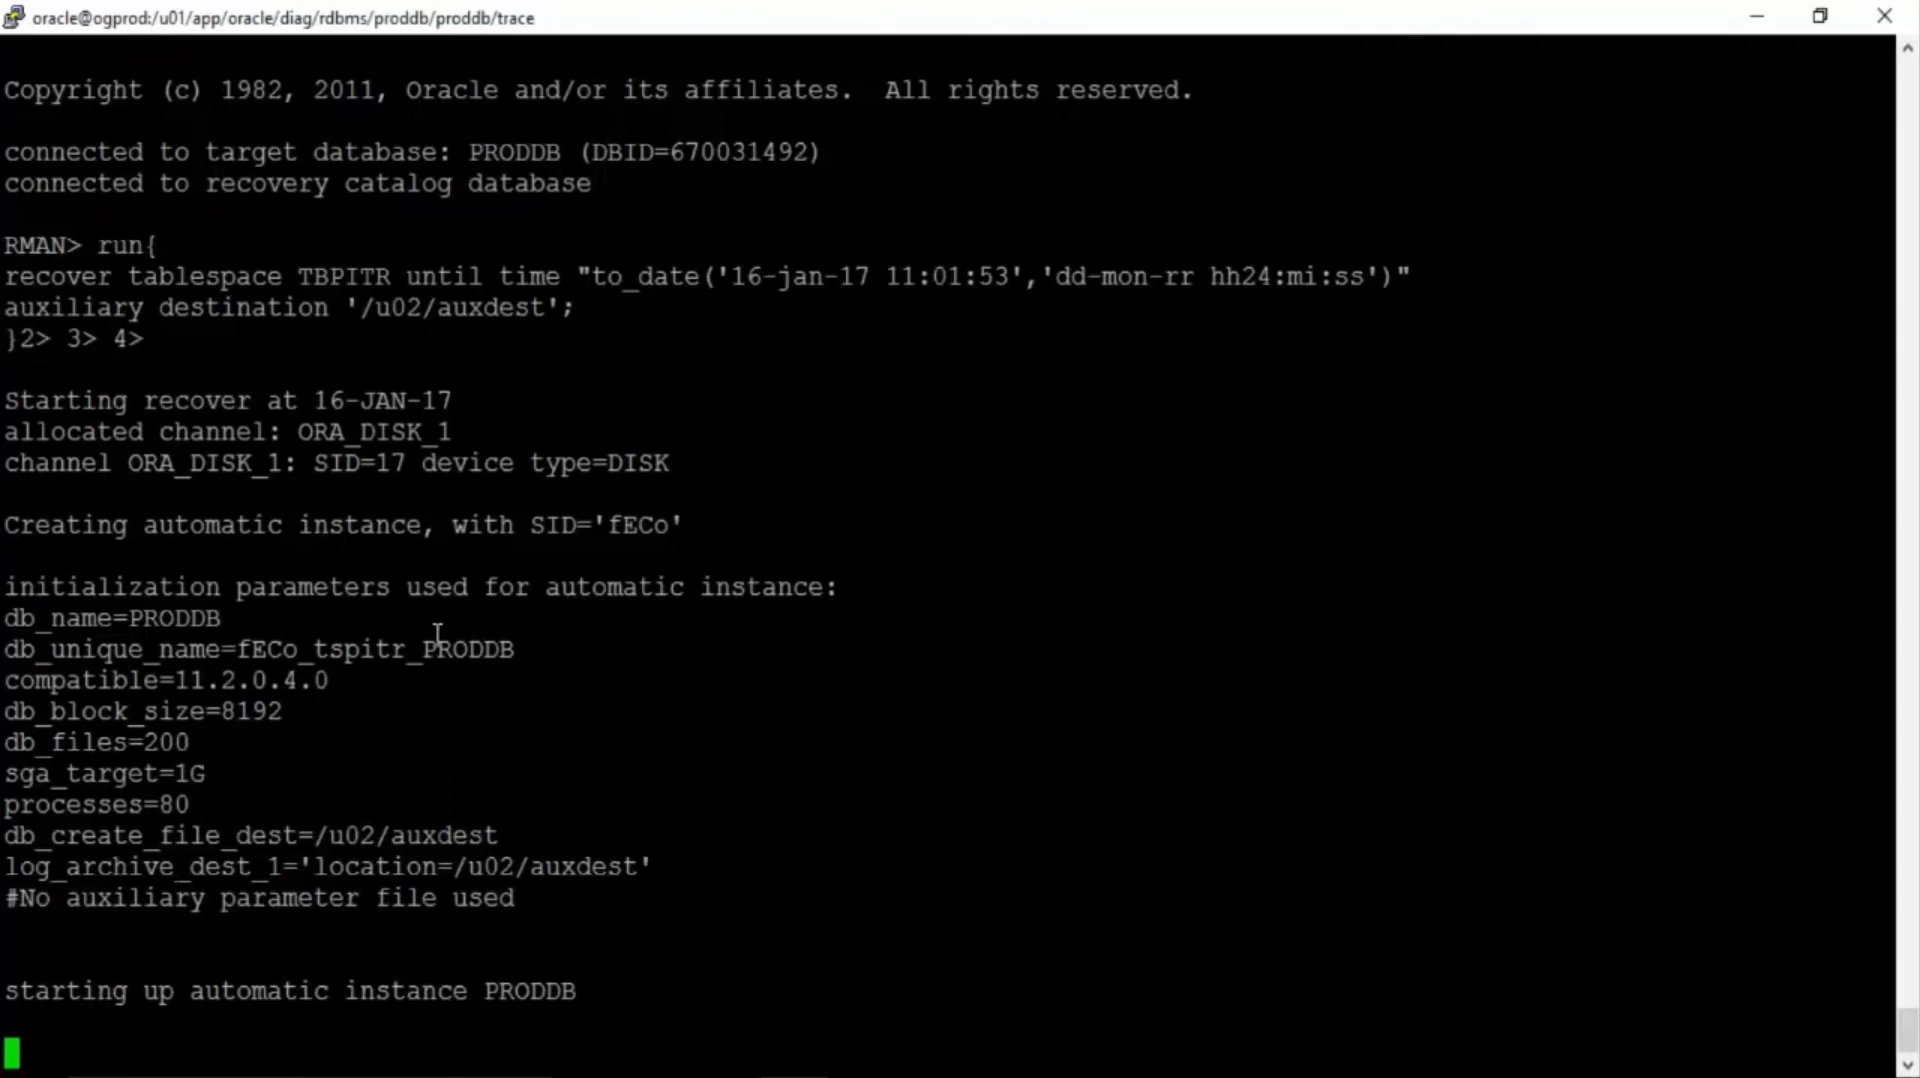 oracle@ogprod:/u01/app/oracle/diag/rdbms/proddb/proddb/trace
Copyright (c) 1982, 2011, Oracle and/or its affiliates.  All rights reserved.
connected to target database: PRODDB (DBID=670031492)
connected to recovery catalog database
RMAN> run{
recover tablespace TBPITR until time "to_date('16-jan-17 11:01:53','dd-mon-rr hh24:mi:ss')"
auxiliary destination '/u02/auxdest';
}2> 3> 4>
Starting recover at 16-JAN-17
allocated channel: ORA_DISK_1
channel ORA_DISK_1: SID=17 device type=DISK
Creating automatic instance, with SID='fECo'
initialization parameters used for automatic instance:
db_name=PRODDB
db_unique_name=fECo_tspitr_PRODDB
compatible=11.2.0.4.0
db_block_size=8192
db_files=200
sga_target=1G
processes=80
db_create_file_dest=/u02/auxdest
log_archive_dest_1='location=/u02/auxdest'
#No auxiliary parameter file used
starting up automatic instance PRODDB